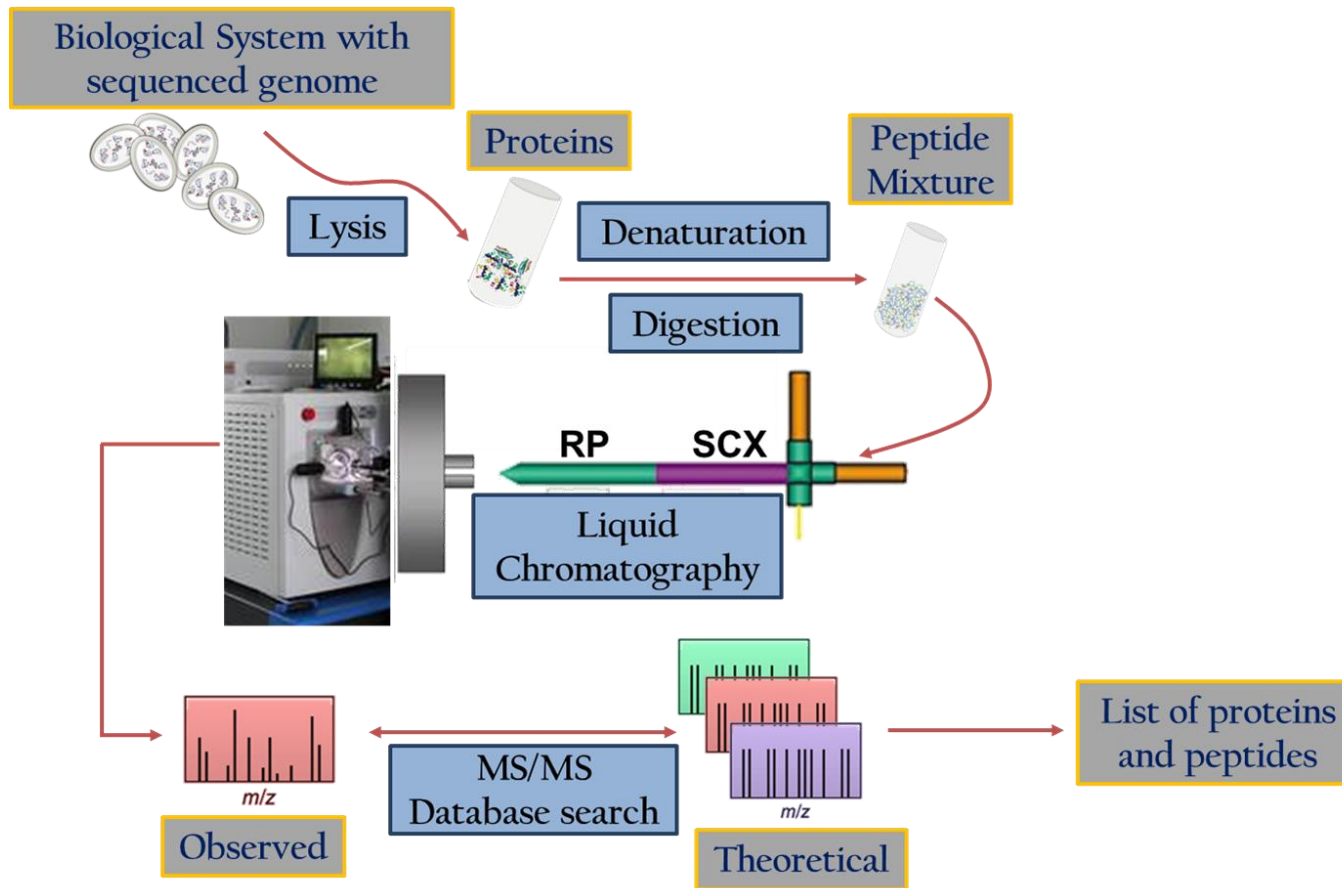 Biological System with
sequenced genome
Proteins
Peptide
Mixture
Lysis
Denaturation
Digestion
RP
SCX
Liquid
Chromatography
m/z
Observed
MS/MS
Database search
m/z
Theoretical
List of proteins
and peptides